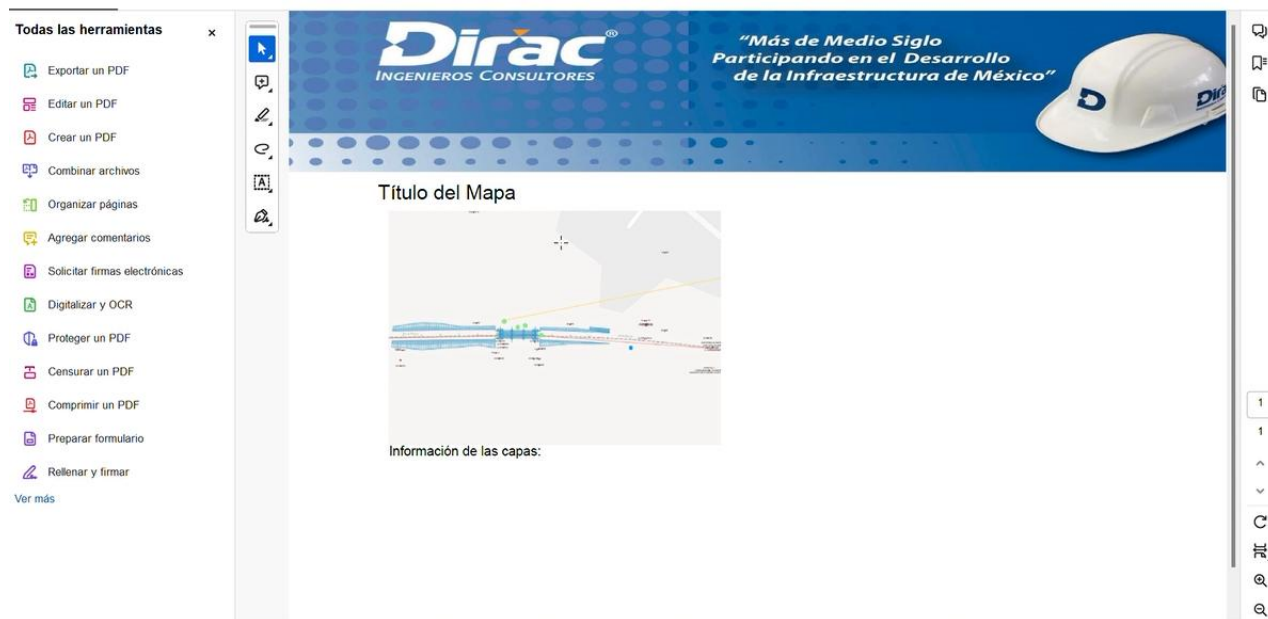 Todas las herramientas
Exportar un PDF
Editar un PDF
Crear un PDF
Combinar archivos
Organizar páginas
Agregar comentarios
Solicitar firmas electrónicas
Digitalizar y OCR
Proteger un PDF
Censurar un PDF
Comprimir un PDF
Preparar formulario
Rellenar y firmar
Ver más
Dirac®
INGENIEROS CONSULTORES
“Más de Medio Siglo
Participando en el Desarrollo
de la Infraestructura de México”
D
Título del Mapa
Información de las capas:
1
1